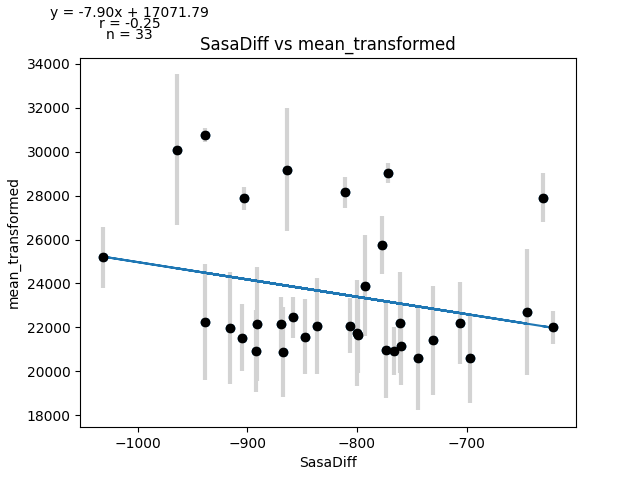 y = -7.90x + 17071.79
r = -0.25
n = 33
SasaDiff vs mean_transformed
34000
32000
30000
28000
26000
24000
22000
20000
18000
mean_transformed
−1000
−900
−800
−700
SasaDiff